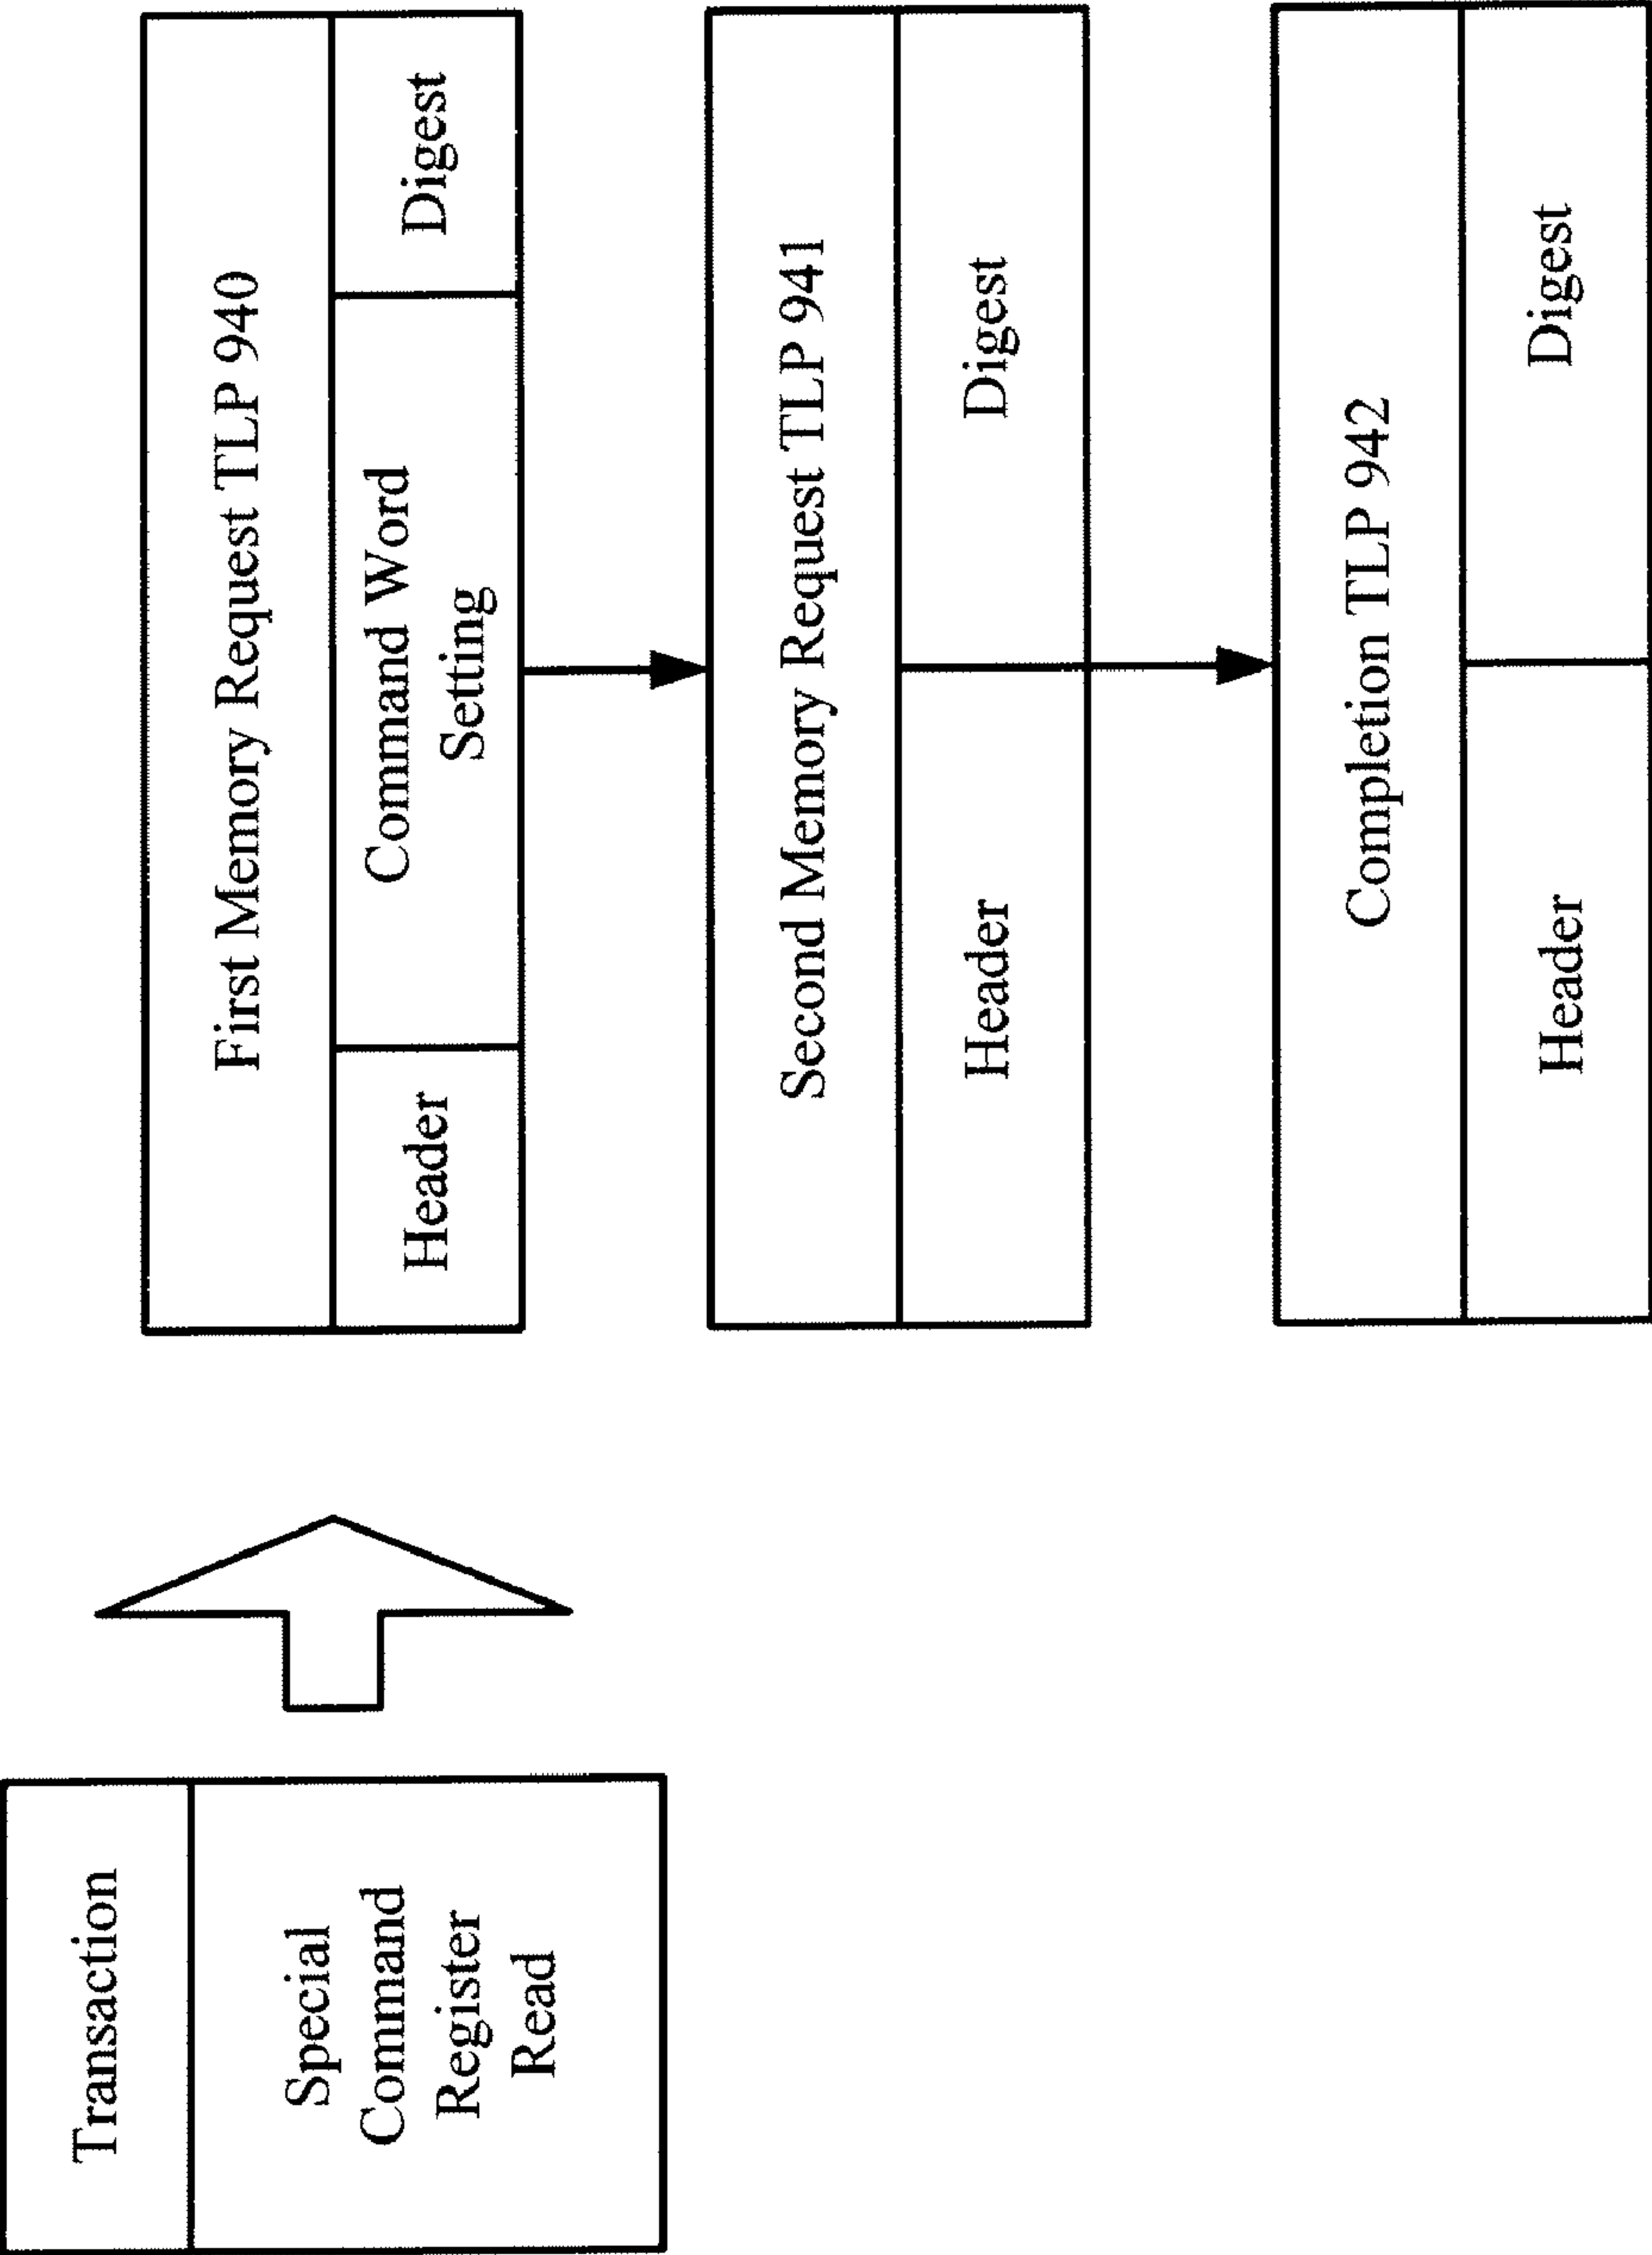 Transaction
Special
Command
Register
Read
First Memory Request TLP 940
Header
Command Word
Setting
Digest
Second Memory Request TLP 941
Header
Digest
Completion TLP 942
Header
Digest